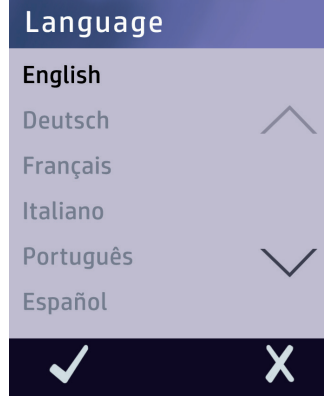 Language
English
Deutsch
Français
Italiano
Português
Español